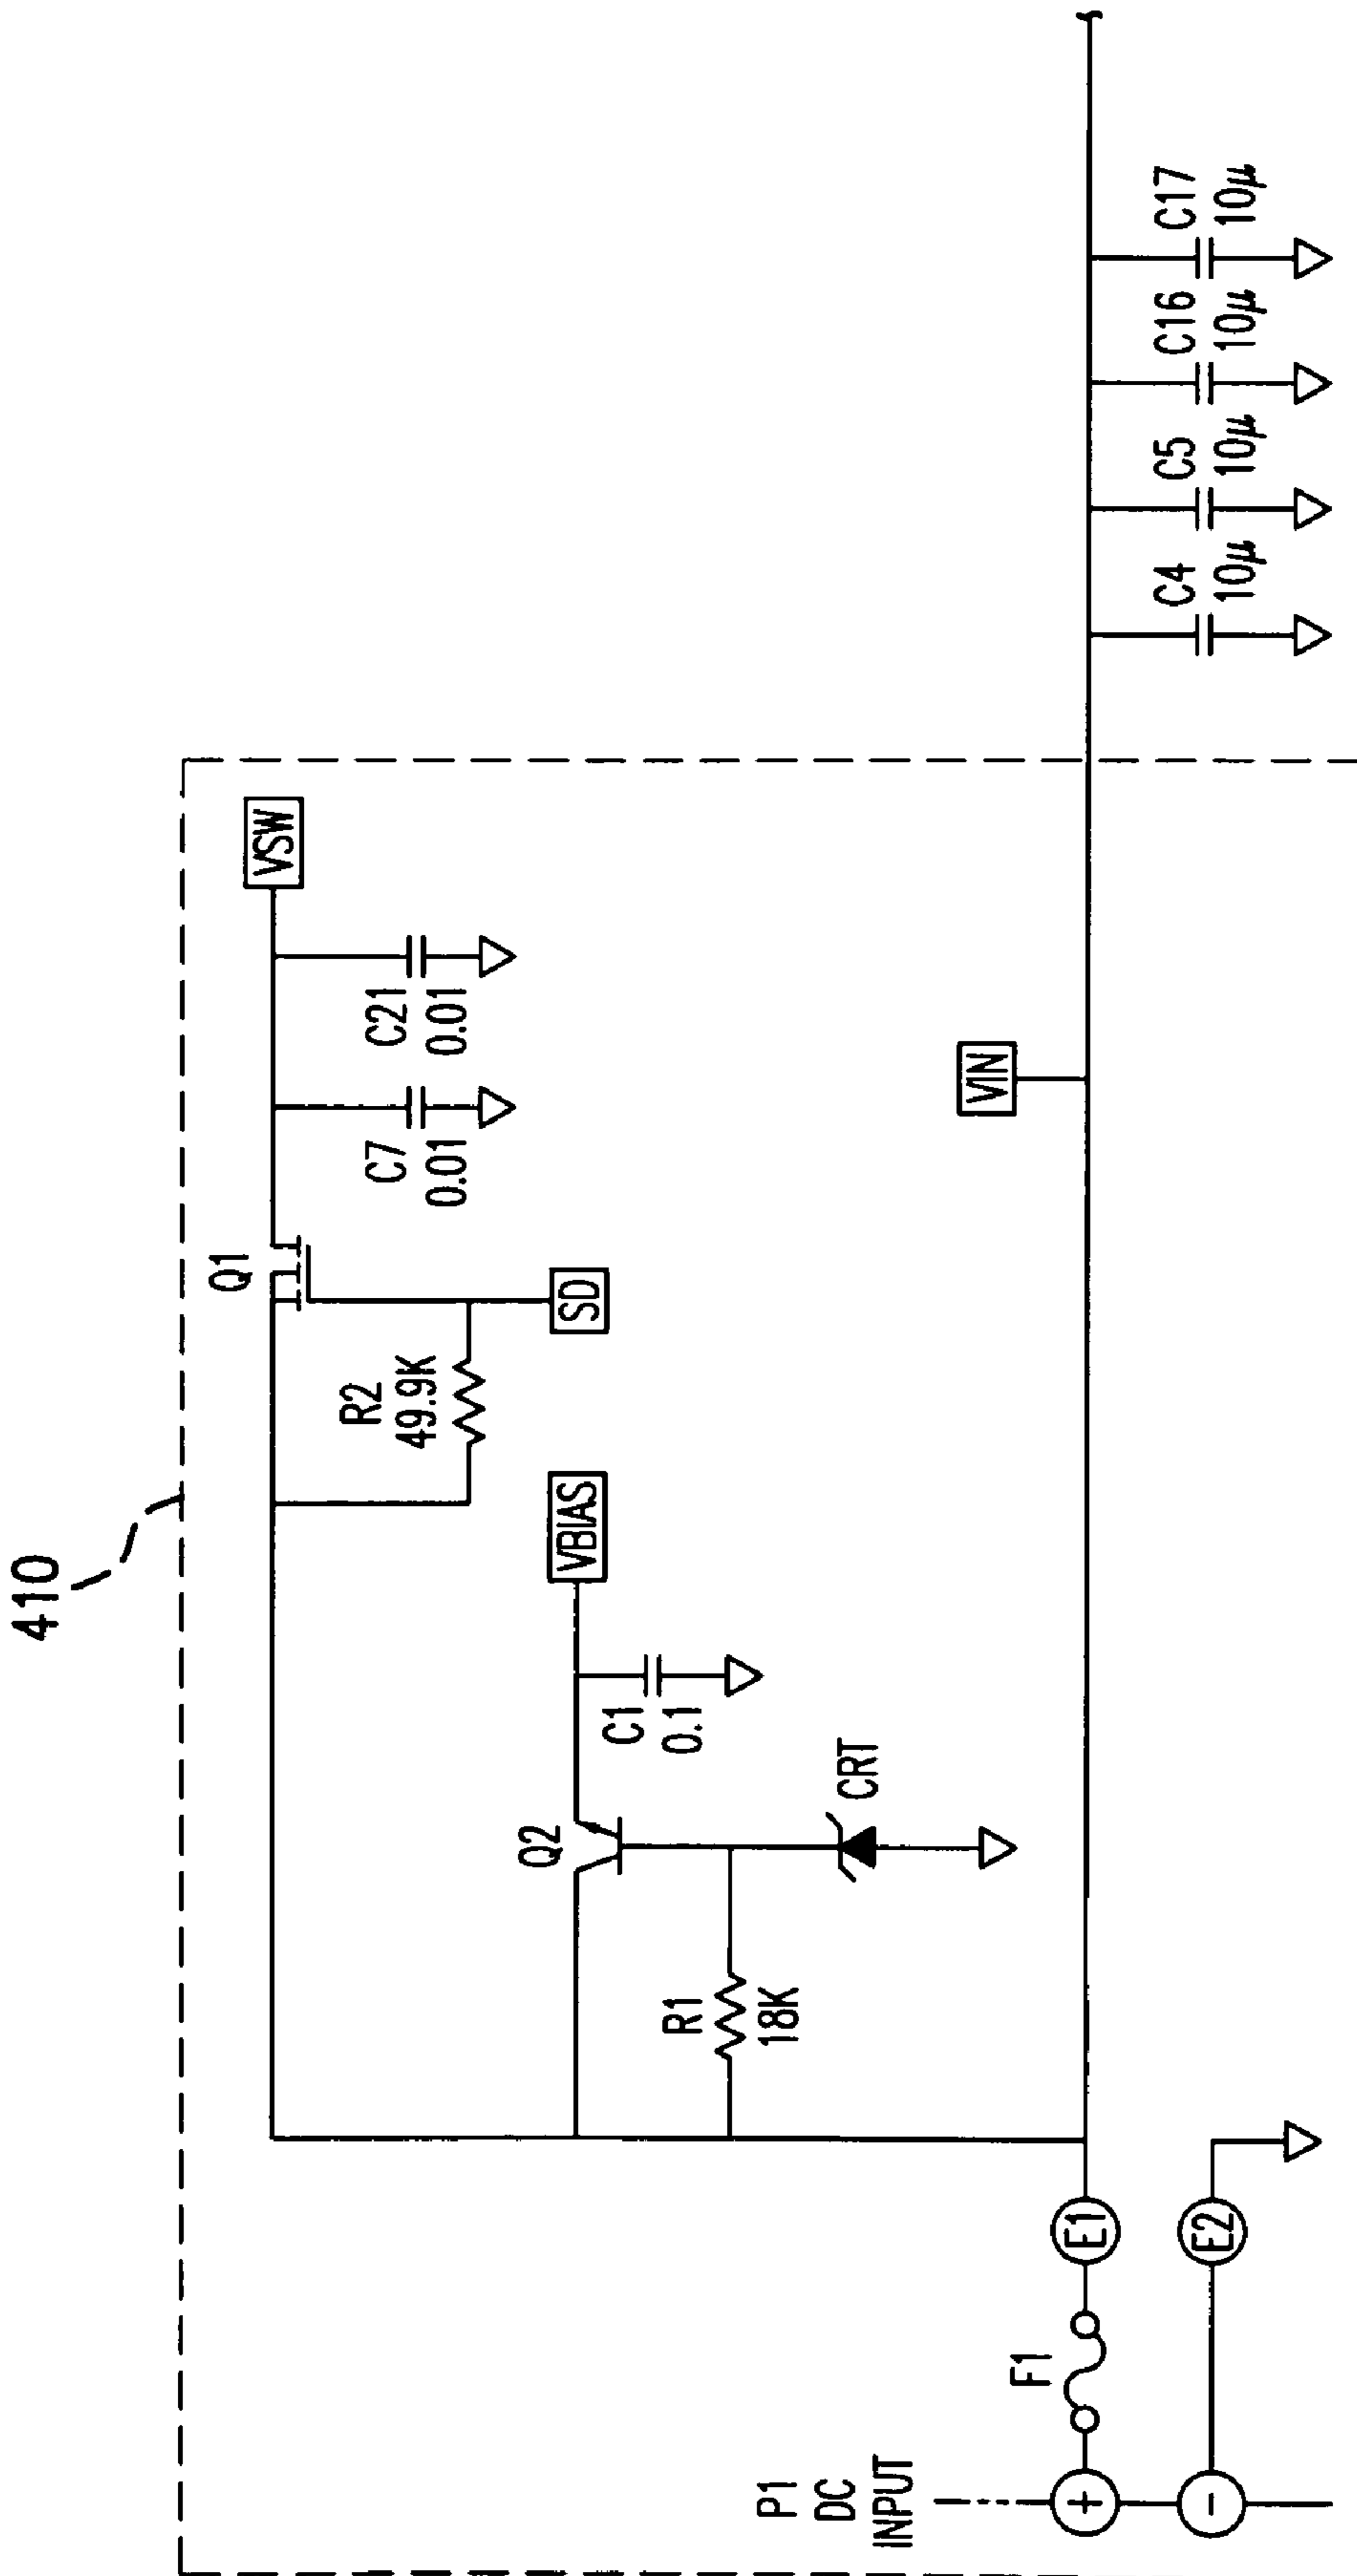 410
Q1
VSW
R2
49.9K
C7
0.01
C21
0.01
SD
VBIAS
Q2
C1
0.1
R1
18K
CRT
VIN
P1
DC
INPUT
+
F1
E1
-
E2
C4
10μ
C5
10μ
C16
10μ
C17
10μ